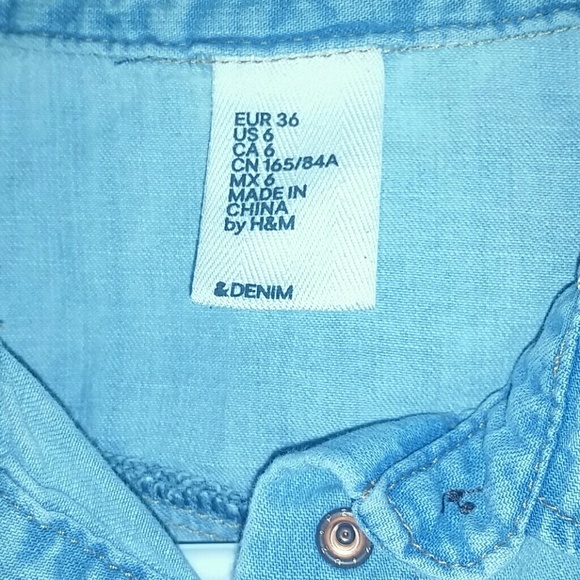 EUR 36
US 6
CA 6
CN 165/84A
MX 6
MADE IN
CHINA
by H&M
&DENIM